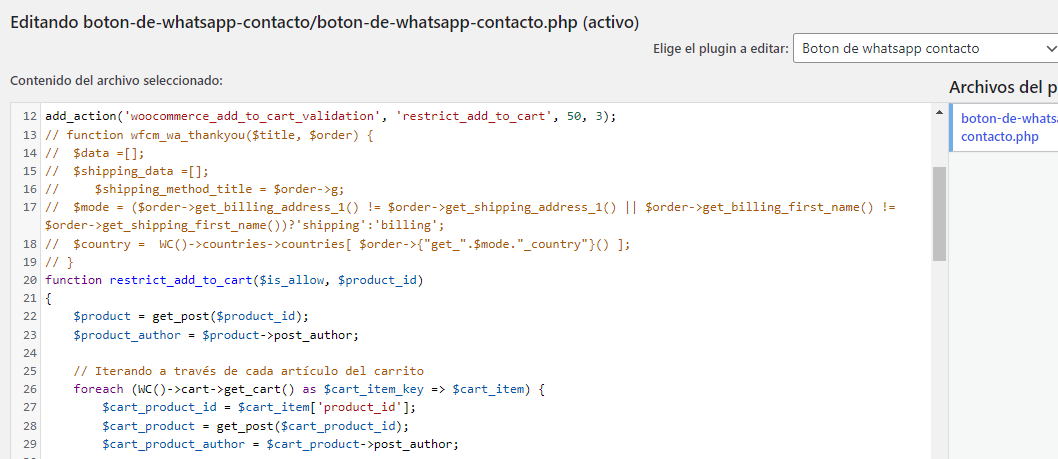 Editando boton-de-whatsapp-contacto/boton-de-whatsapp-contacto.php (activo)
Elige el plugin a editar: Boton de whatsapp contacto
Contenido del archivo seleccionado:
Archivos del p
boton-de-whatsa
contacto.php
12 add_action('woocommerce_add_to_cart_validation', 'restrict_add_to_cart', 50, 3);
13 // function wfcm_wa_thankyou($title, $order) {
14 //  $data =[];
15 //  $shipping_data =[];
16 //     $shipping_method_title = $order->g;
17 //  $mode = ($order->get_billing_address_1() != $order->get_shipping_address_1() || $order->get_billing_first_name() !=
$order->get_shipping_first_name())?'shipping':'billing';
18 //  $country =  WC()->countries->countries[ $order->{"get_".$mode."_country"}() ];
19 // }
20 function restrict_add_to_cart($is_allow, $product_id)
21 {
22     $product = get_post($product_id);
23     $product_author = $product->post_author;
24
25     // Iterando a través de cada artículo del carrito
26     foreach (WC()->cart->get_cart() as $cart_item_key => $cart_item) {
27         $cart_product_id = $cart_item['product_id'];
28         $cart_product = get_post($cart_product_id);
29         $cart_product_author = $cart_product->post_author;